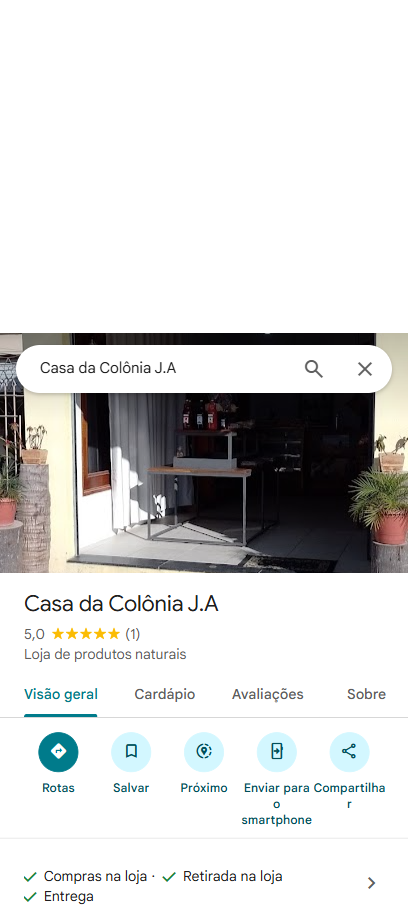 Casa da Colônia J.A
Casa da Colônia J.A
5,0 (1)
Loja de produtos naturais
Visão geral Cardápio Avaliações Sobre
Rotas Salvar Próximo Enviar para o smartphone Compartilhar
Compras na loja · Retirada na loja
Entrega